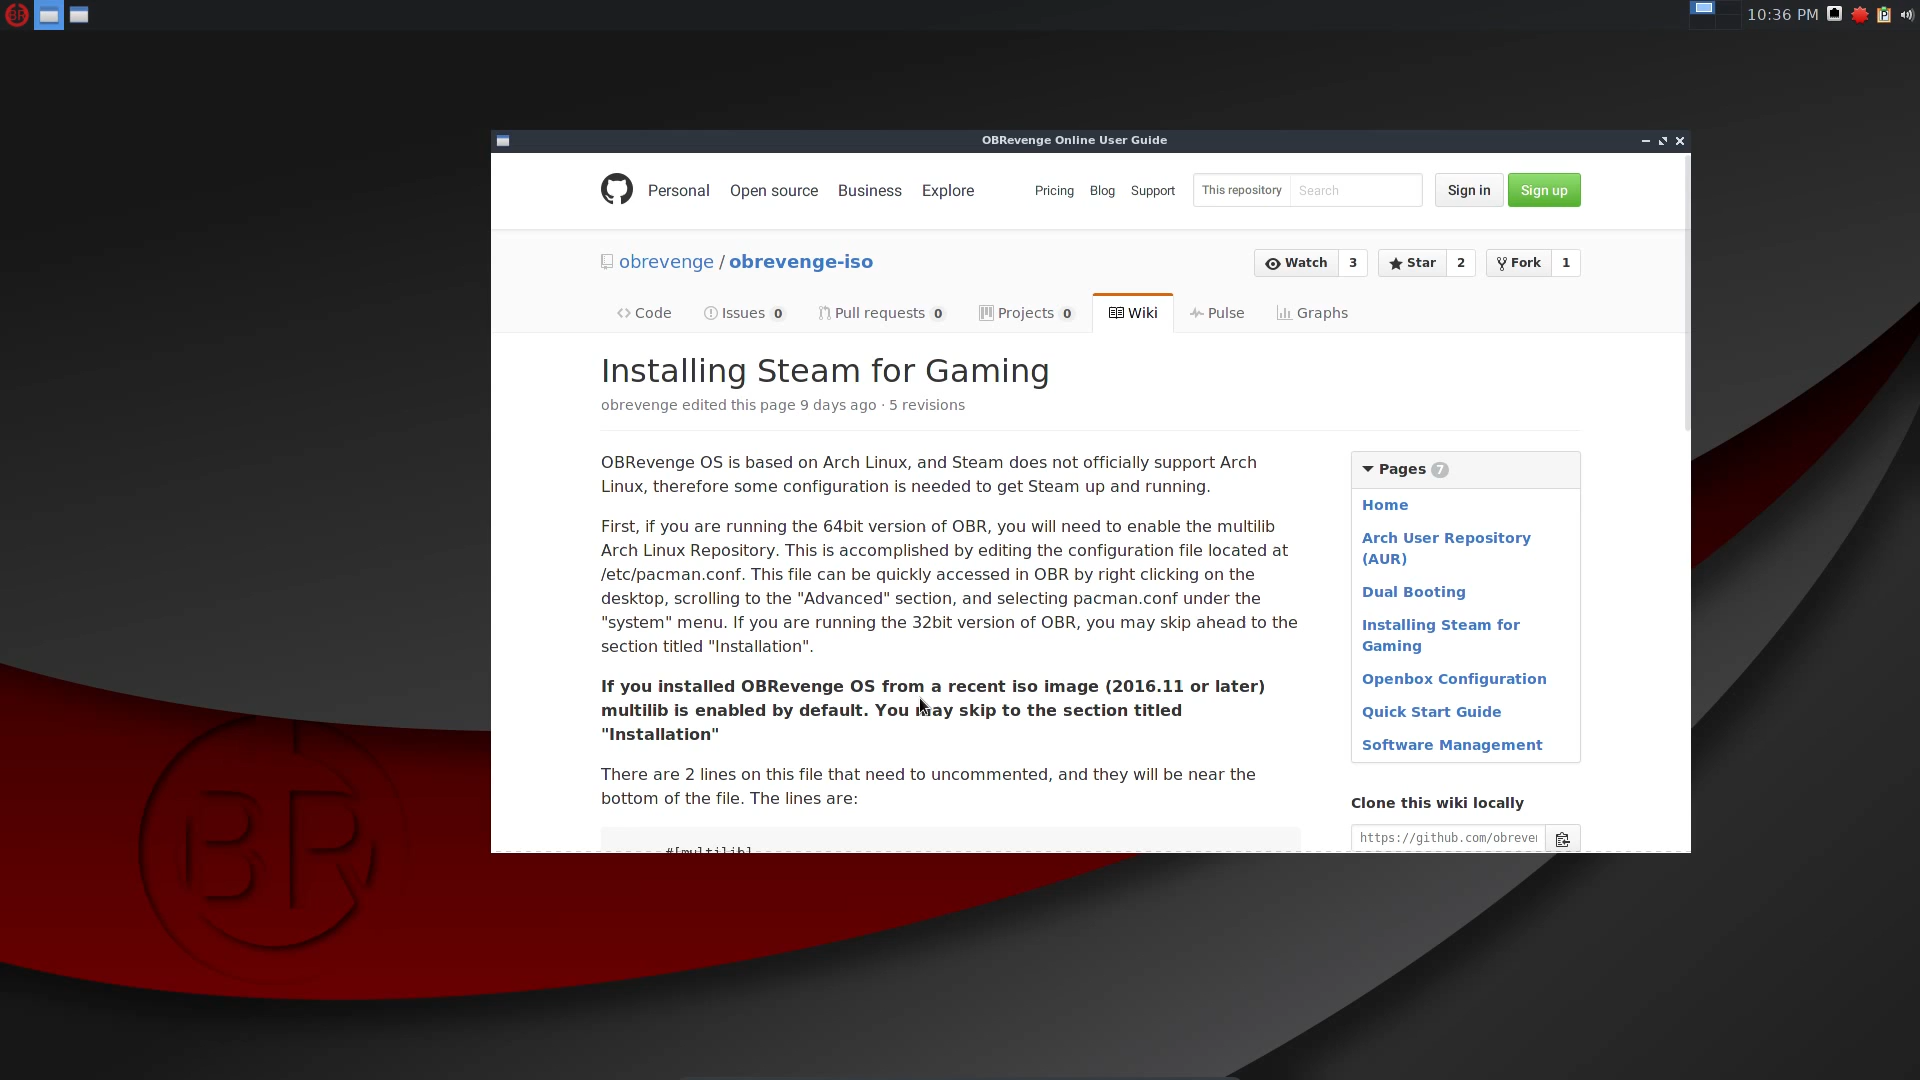 10:36 PM
OBRevenge Online User Guide
Personal Open source Business Explore Pricing Blog Support This repository Search Sign in Sign up
obrevenge / obrevenge-iso Watch 3 Star 2 Fork 1
Code Issues 0 Pull requests 0 Projects 0 Wiki Pulse Graphs
Installing Steam for Gaming
obrevenge edited this page 9 days ago · 5 revisions
OBRevenge OS is based on Arch Linux, and Steam does not officially support Arch
Linux, therefore some configuration is needed to get Steam up and running.
First, if you are running the 64bit version of OBR, you will need to enable the multilib
Arch Linux Repository. This is accomplished by editing the configuration file located at
/etc/pacman.conf. This file can be quickly accessed in OBR by right clicking on the
desktop, scrolling to the "Advanced" section, and selecting pacman.conf under the
"system" menu. If you are running the 32bit version of OBR, you may skip ahead to the
section titled "Installation".
If you installed OBRevenge OS from a recent iso image (2016.11 or later)
multilib is enabled by default. You may skip to the section titled
"Installation"
There are 2 lines on this file that need to uncommented, and they will be near the
bottom of the file. The lines are:
#[multilib]
Pages 7
Home
Arch User Repository
(AUR)
Dual Booting
Installing Steam for
Gaming
Openbox Configuration
Quick Start Guide
Software Management
Clone this wiki locally
https://github.com/obreve
BR